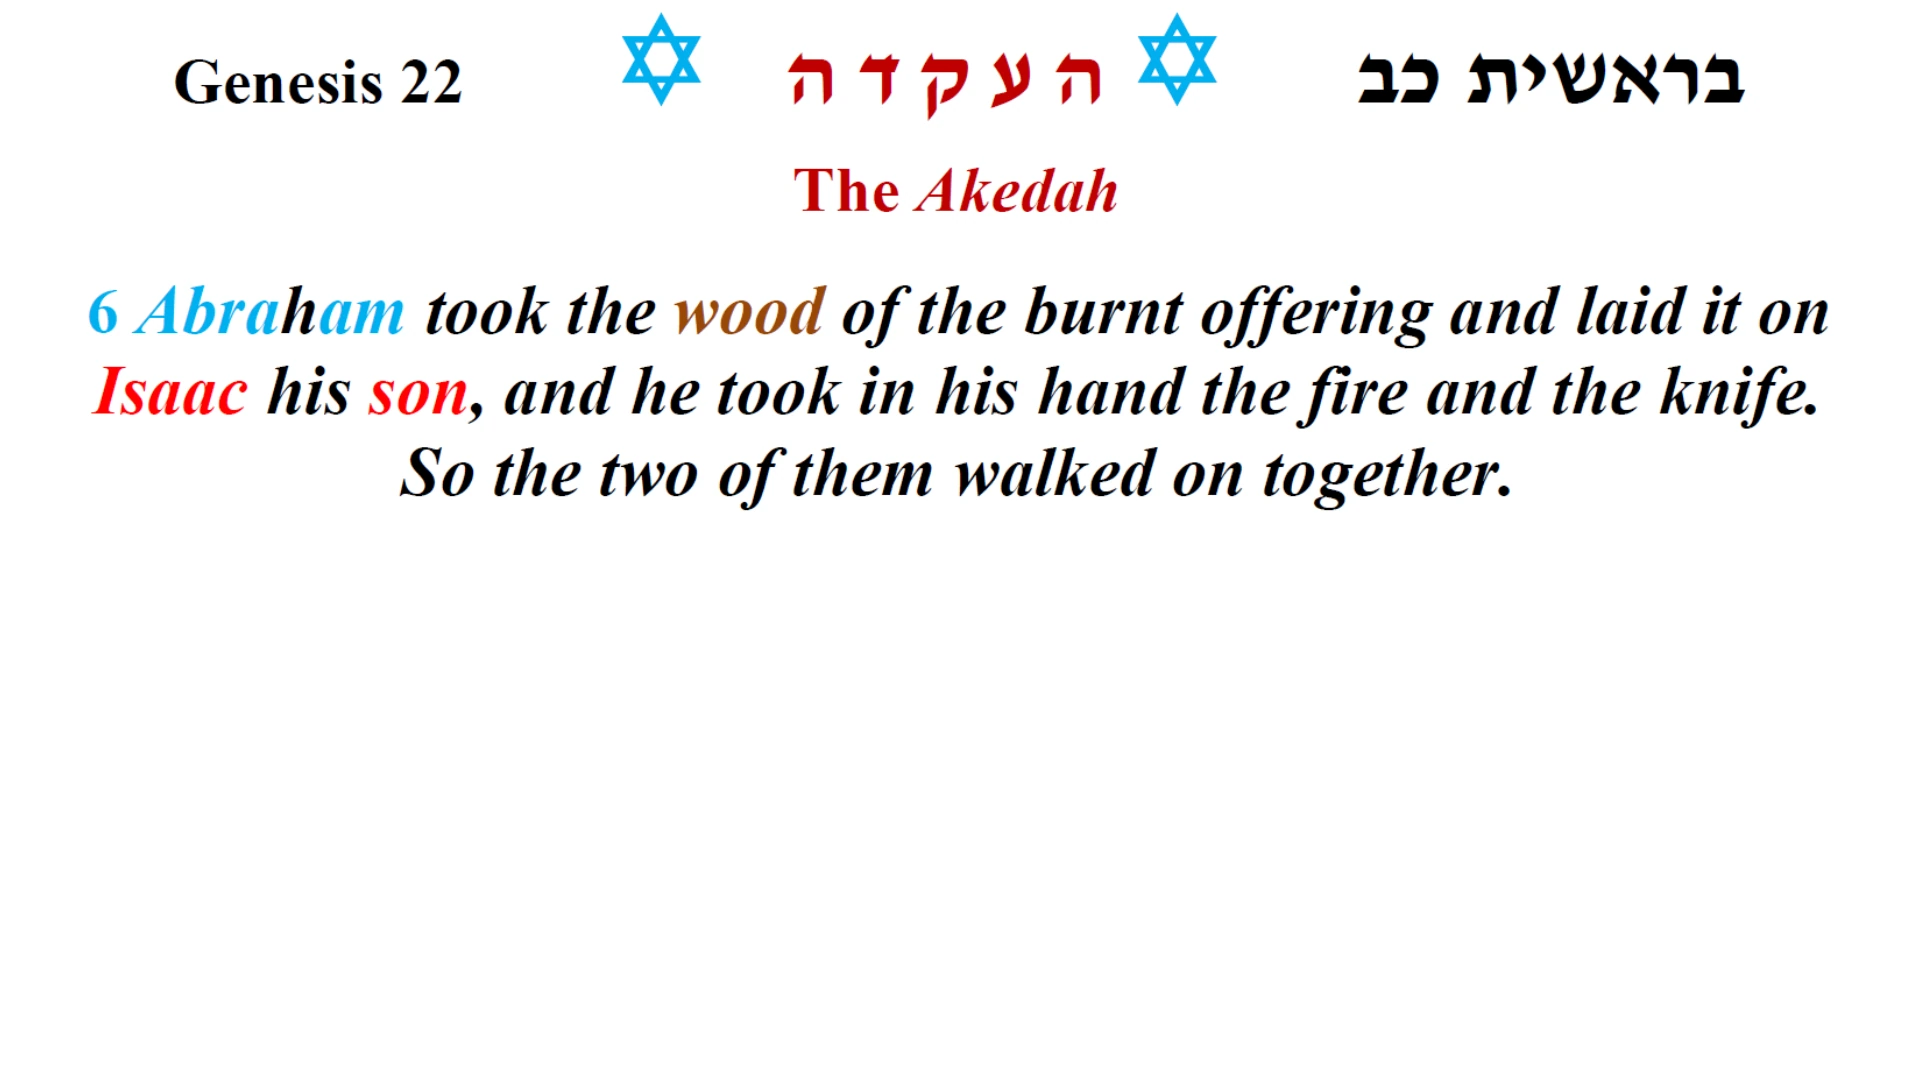 Genesis 22 ✡ ה ע ק ד ה ✡ בראשית כב
The Akedah
6 Abraham took the wood of the burnt offering and laid it on
Isaac his son, and he took in his hand the fire and the knife.
So the two of them walked on together.